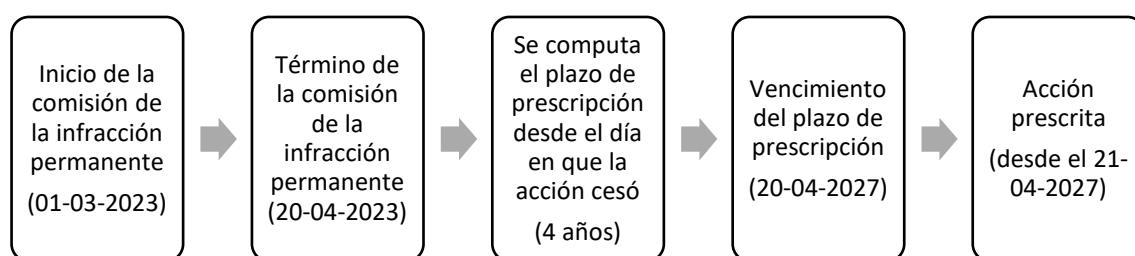 Inicio de la
comisión de
la infracción
permanente
(01-03-2023)
Término de
la comisión
de la
infracción
permanente
(20-04-2023)
Se computa
el plazo de
prescripción
desde el día
en que la
acción cesó
(4 años)
Vencimiento
del plazo de
prescripción
(20-04-2027)
Acción
prescrita
(desde el 21-
04-2027)